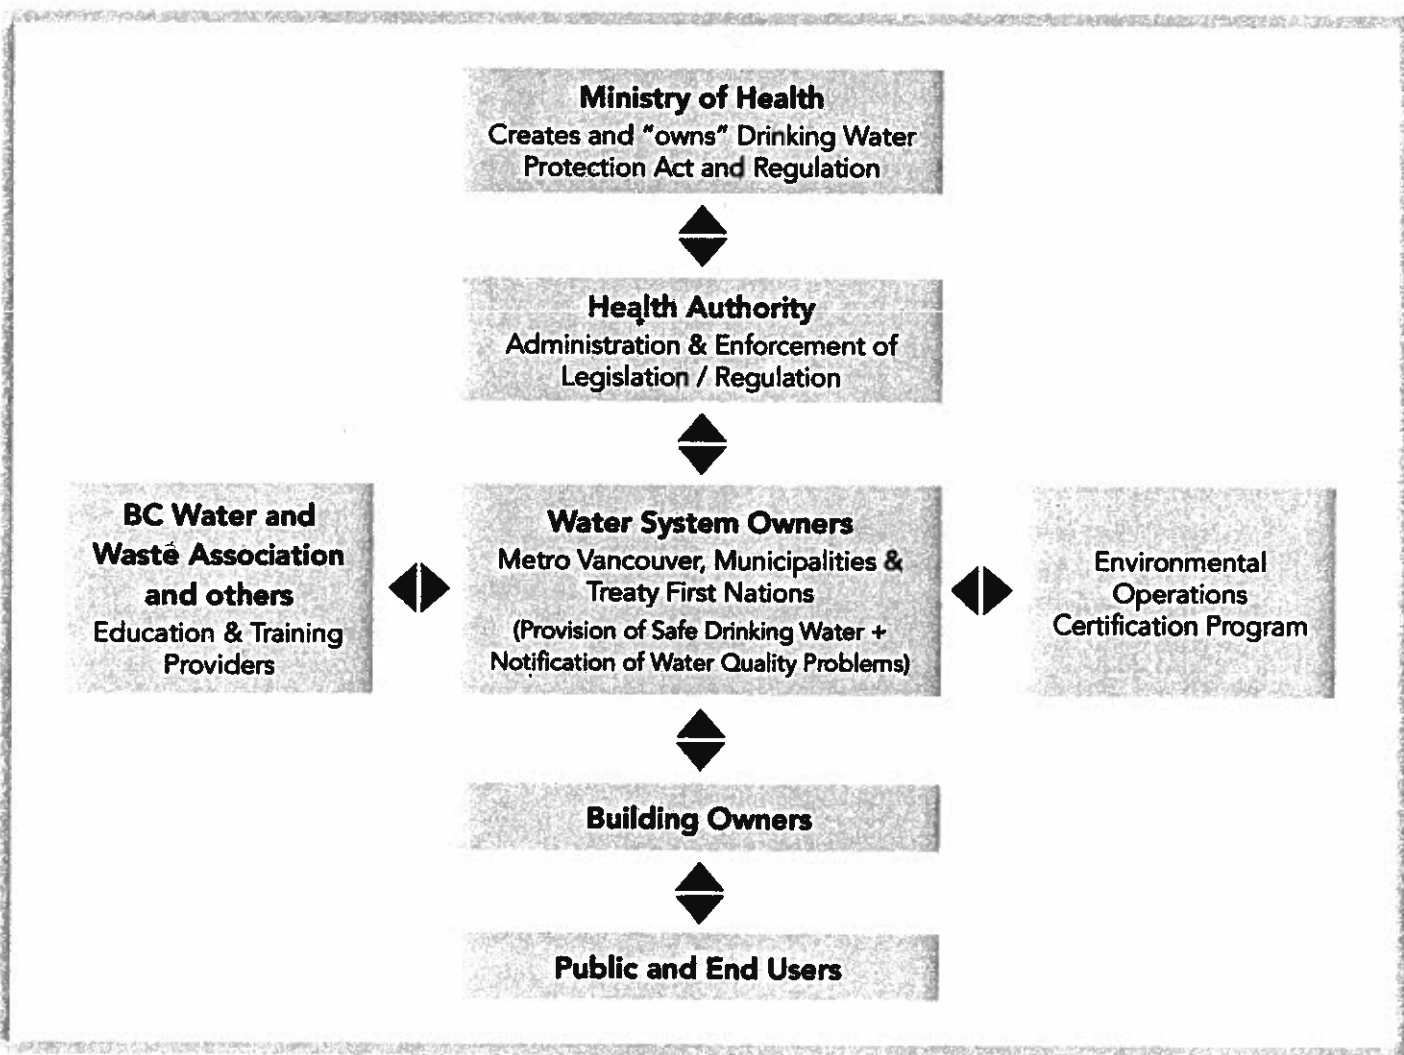 Ministry of Health
Creates and "owns" Drinking Water
Protection Act and Regulation
Health Authority
Administration & Enforcement of
Legislation / Regulation
BC Water and
Waste Association
and others
Education & Training
Providers
Water System Owners
Metro Vancouver, Municipalities &
Treaty First Nations
(Provision of Safe Drinking Water +
Notification of Water Quality Problems)
Environmental
Operations
Certification Program
Building Owners
Public and End Users